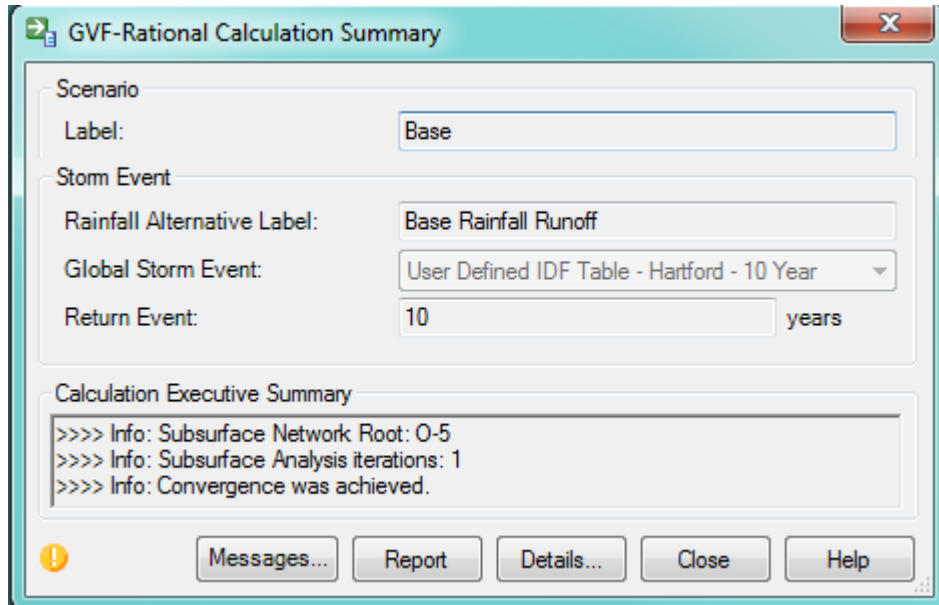 GVF-Rational Calculation Summary
Scenario
Label: Base
Storm Event
Rainfall Alternative Label: Base Rainfall Runoff
Global Storm Event: User Defined IDF Table - Hartford - 10 Year
Return Event: 10 years
Calculation Executive Summary
>>>> Info: Subsurface Network Root: O-5
>>>> Info: Subsurface Analysis iterations: 1
>>>> Info: Convergence was achieved.
Messages... Report Details... Close Help